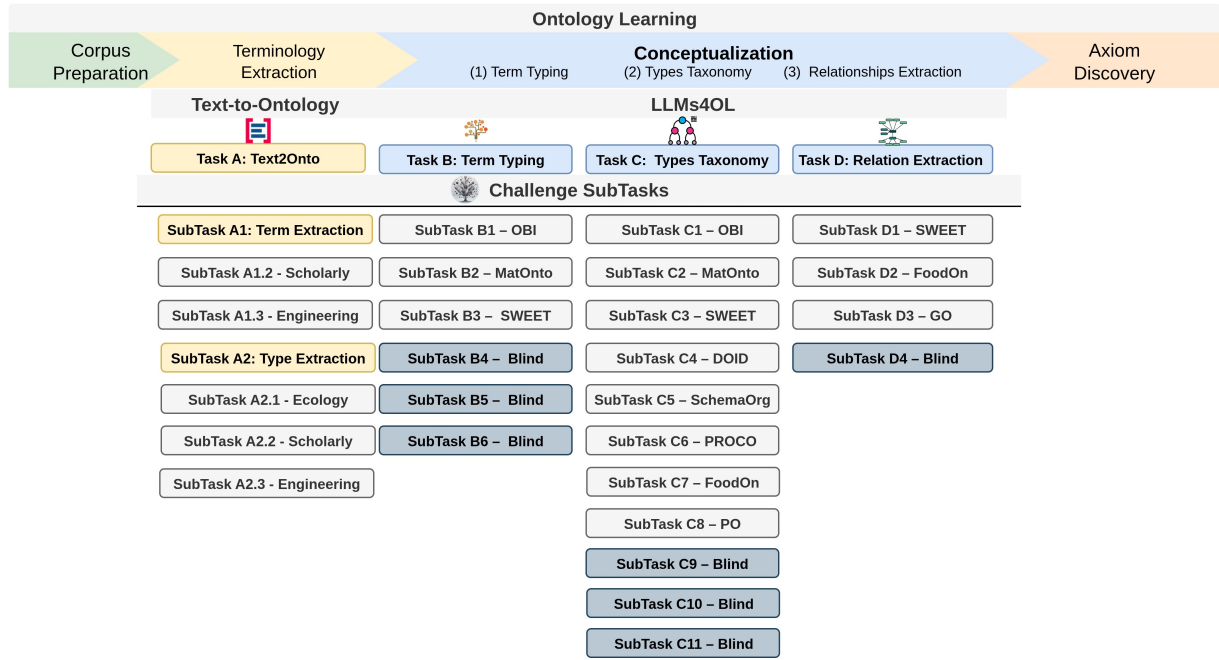 Ontology Learning
Corpus
Preparation
Terminology
Extraction
Conceptualization
(1) Term Typing
(2) Types Taxonomy
(3) Relationships Extraction
Axiom
Discovery
Text-to-Ontology
LLMs4OL
Task A: Text2Onto
Task B: Term Typing
Task C: Types Taxonomy
Task D: Relation Extraction
Challenge SubTasks
SubTask A1: Term Extraction
SubTask A1.2 - Scholarly
SubTask A1.3 - Engineering
SubTask A2: Type Extraction
SubTask A2.1 - Ecology
SubTask A2.2 - Scholarly
SubTask A2.3 - Engineering
SubTask B1 – OBI
SubTask B2 – MatOnto
SubTask B3 – SWEET
SubTask B4 – Blind
SubTask B5 – Blind
SubTask B6 – Blind
SubTask C1 – OBI
SubTask C2 – MatOnto
SubTask C3 – SWEET
SubTask C4 – DOID
SubTask C5 – SchemaOrg
SubTask C6 – PROCO
SubTask C7 – FoodOn
SubTask C8 – PO
SubTask C9 – Blind
SubTask C10 – Blind
SubTask C11 – Blind
SubTask D1 – SWEET
SubTask D2 – FoodOn
SubTask D3 – GO
SubTask D4 – Blind